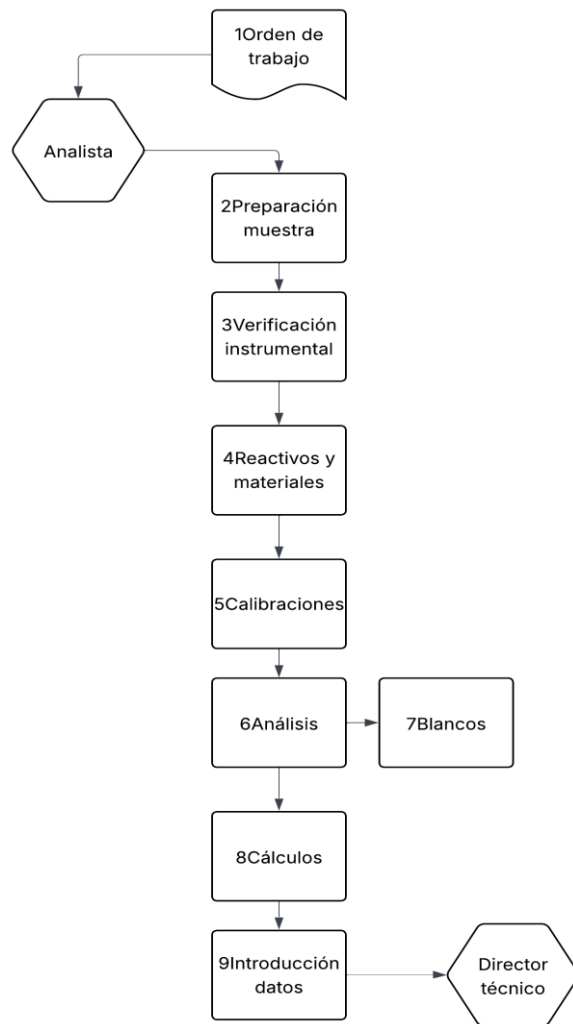 1Orden de
trabajo
Analista
2Preparación
muestra
3Verificación
instrumental
4Reactivos y
materiales
5Calibraciones
6Análisis
7Blancos
8Cálculos
9Introducción
datos
Director
técnico